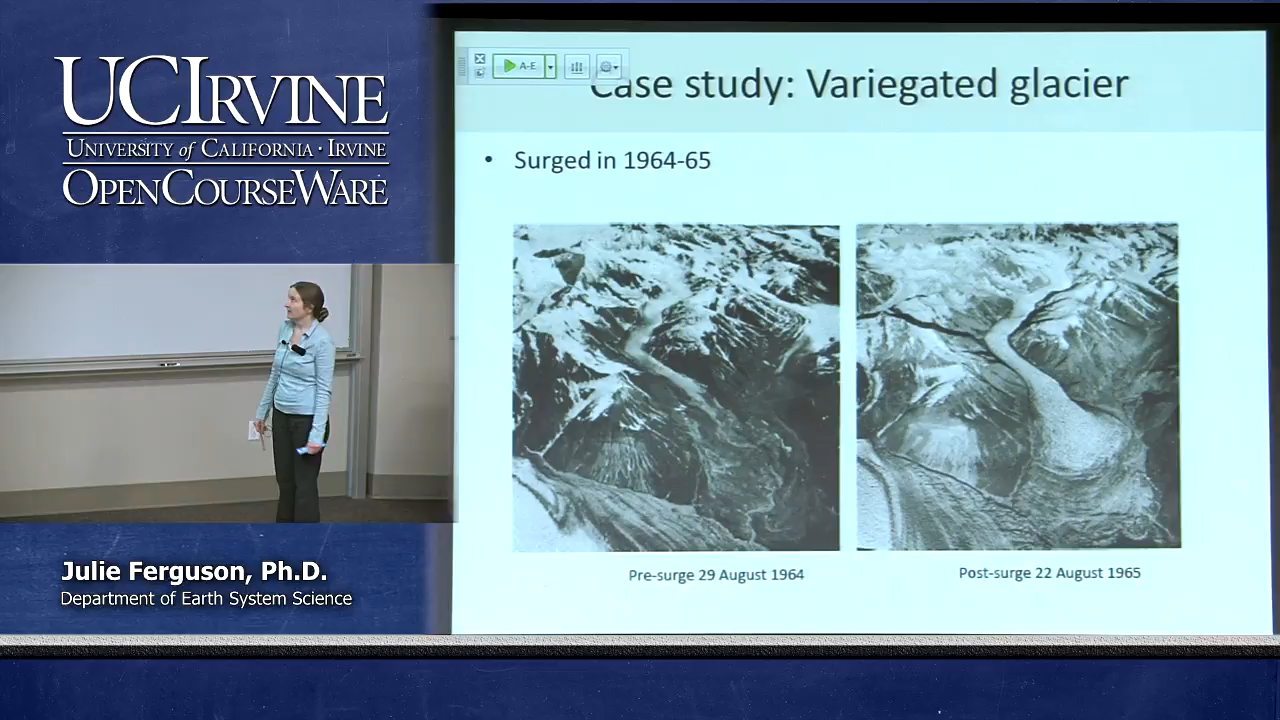 UCIRVINE
UNIVERSITY of CALIFORNIA · IRVINE
OPENCOURSEWARE
A-E
Case study: Variegated glacier
• Surged in 1964-65
Pre-surge 29 August 1964
Post-surge 22 August 1965
Julie Ferguson, Ph.D.
Department of Earth System Science